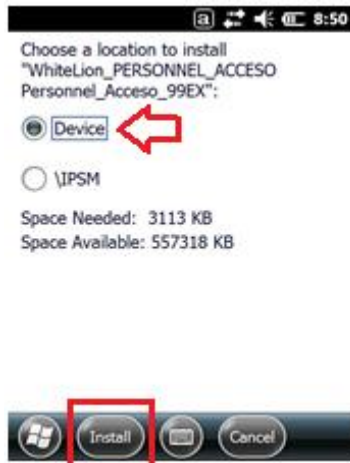 a 8:50
Choose a location to install
"WhiteLion_PERSONNEL_ACCESO
Personnel_Acceso_99EX":
Device
\IPSM
Space Needed: 3113 KB
Space Available: 557318 KB
Install Cancel